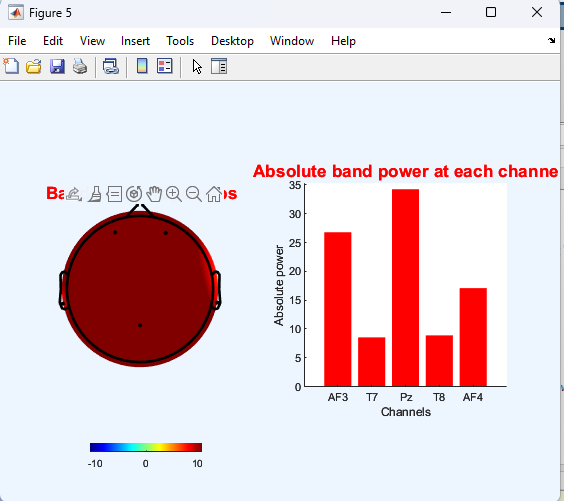 Figure 5
File Edit View Insert Tools Desktop Window Help
Absolute band power at each channe
35
30
25
20
15
10
5
0
Absolute power
AF3 T7 Pz T8 AF4
Channels
-10 0 10